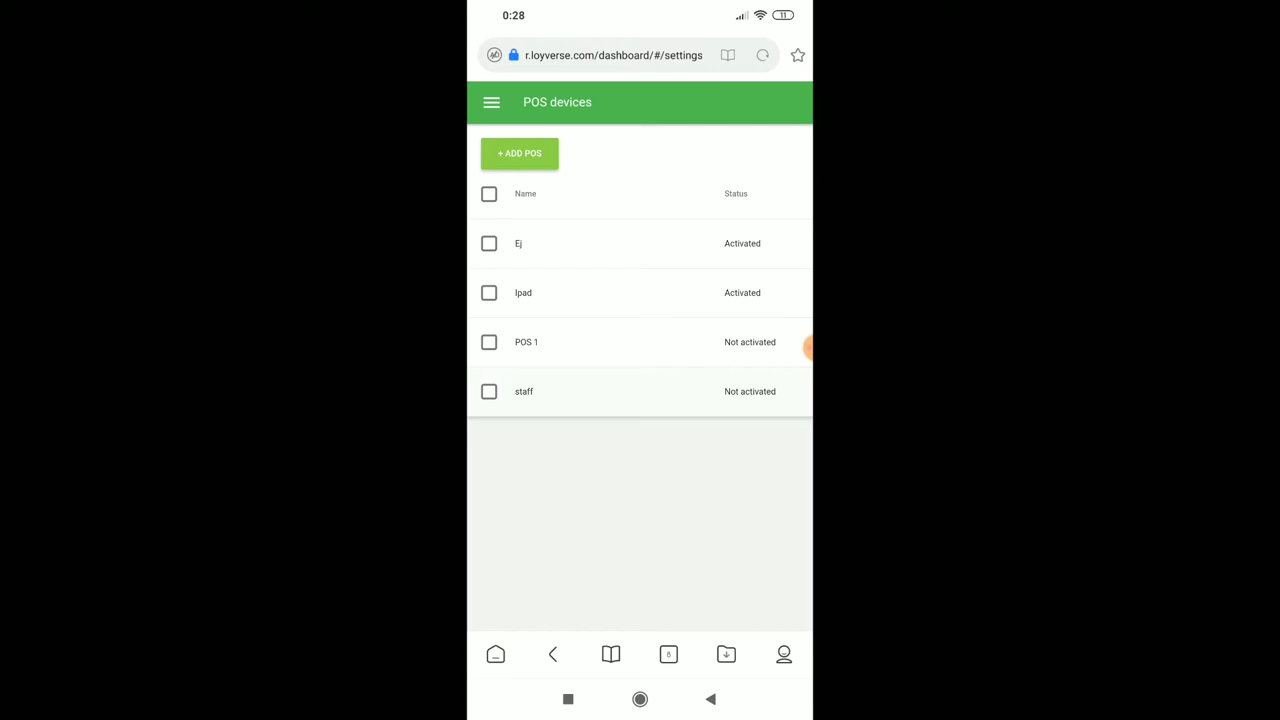 0:28
11
r.loyverse.com/dashboard/#/settings
POS devices
+ ADD POS
Name Status
Ej Activated
Ipad Activated
POS 1 Not activated
staff Not activated